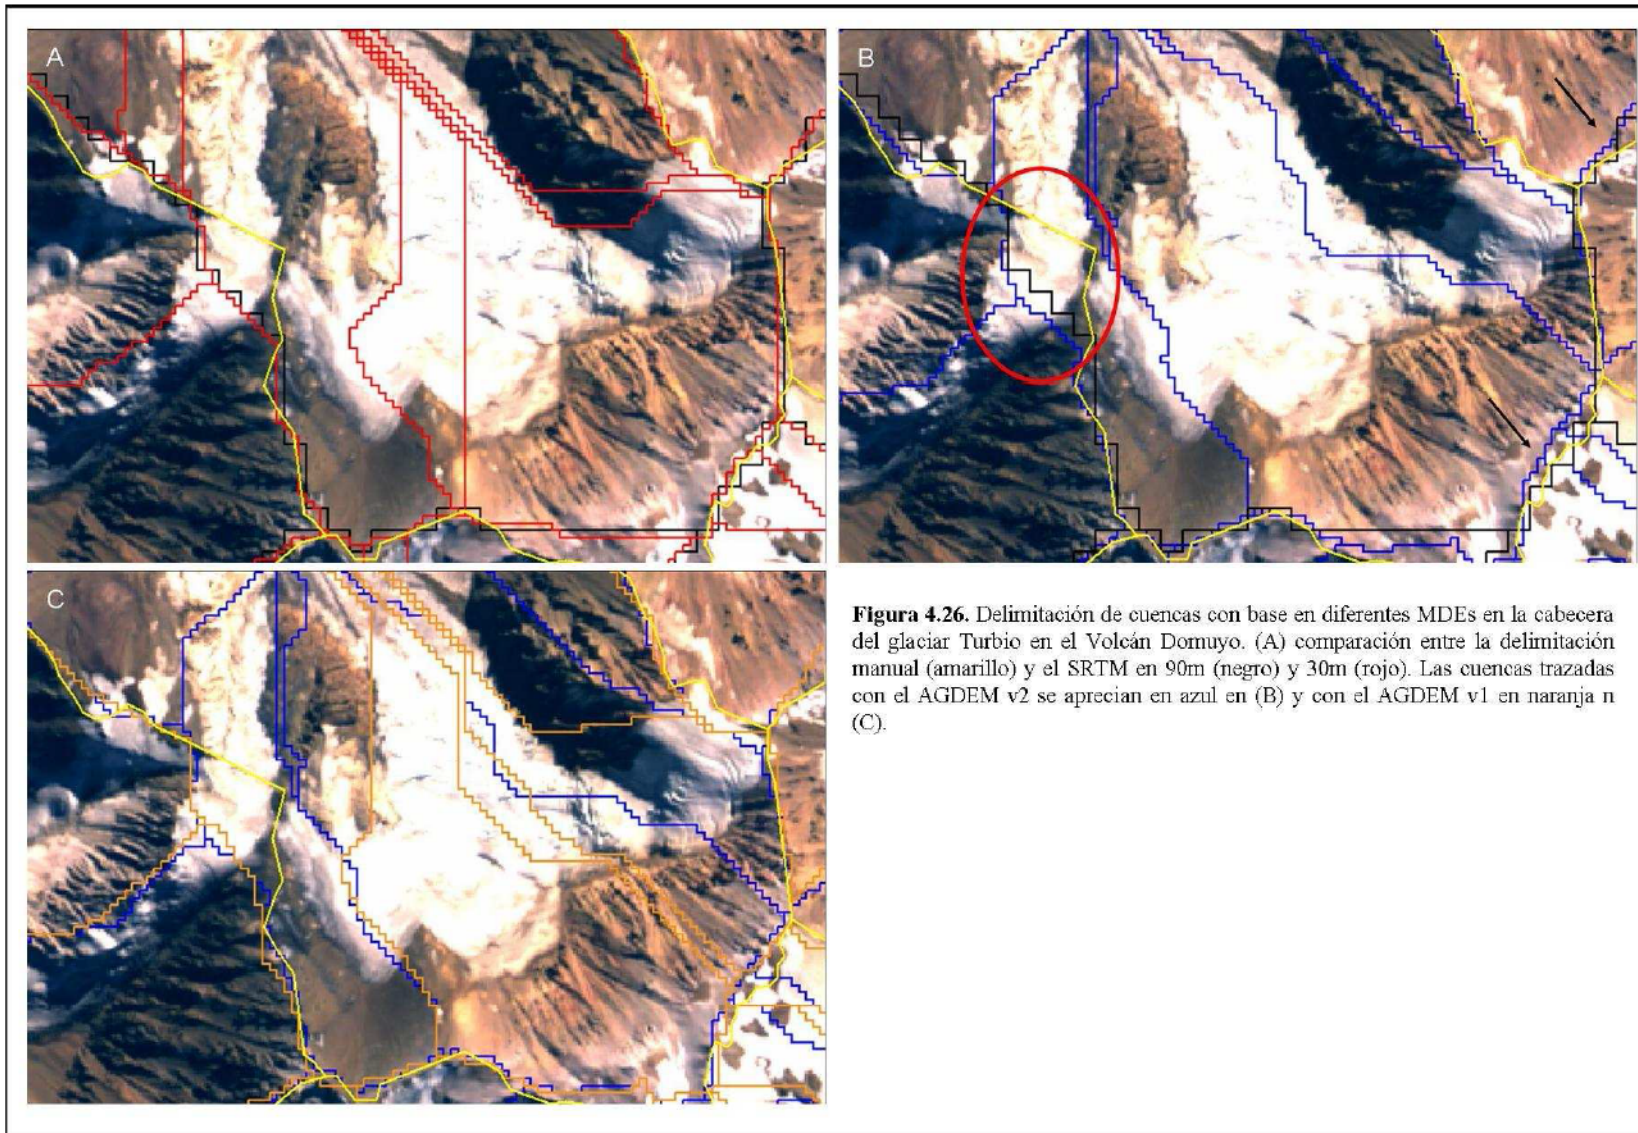 A
B
C
Figura 4.26. Delimitación de cuencas con base en diferentes MDEs en la cabecera
del glaciar Turbio en el Volcán Domuyo. (A) comparación entre la delimitación
manual (amarillo) y el SRTM en 90m (negro) y 30m (rojo). Las cuencas trazadas
con el AGDEM v2 se aprecian en azul en (B) y con el AGDEM v1 en naranja n
(C).